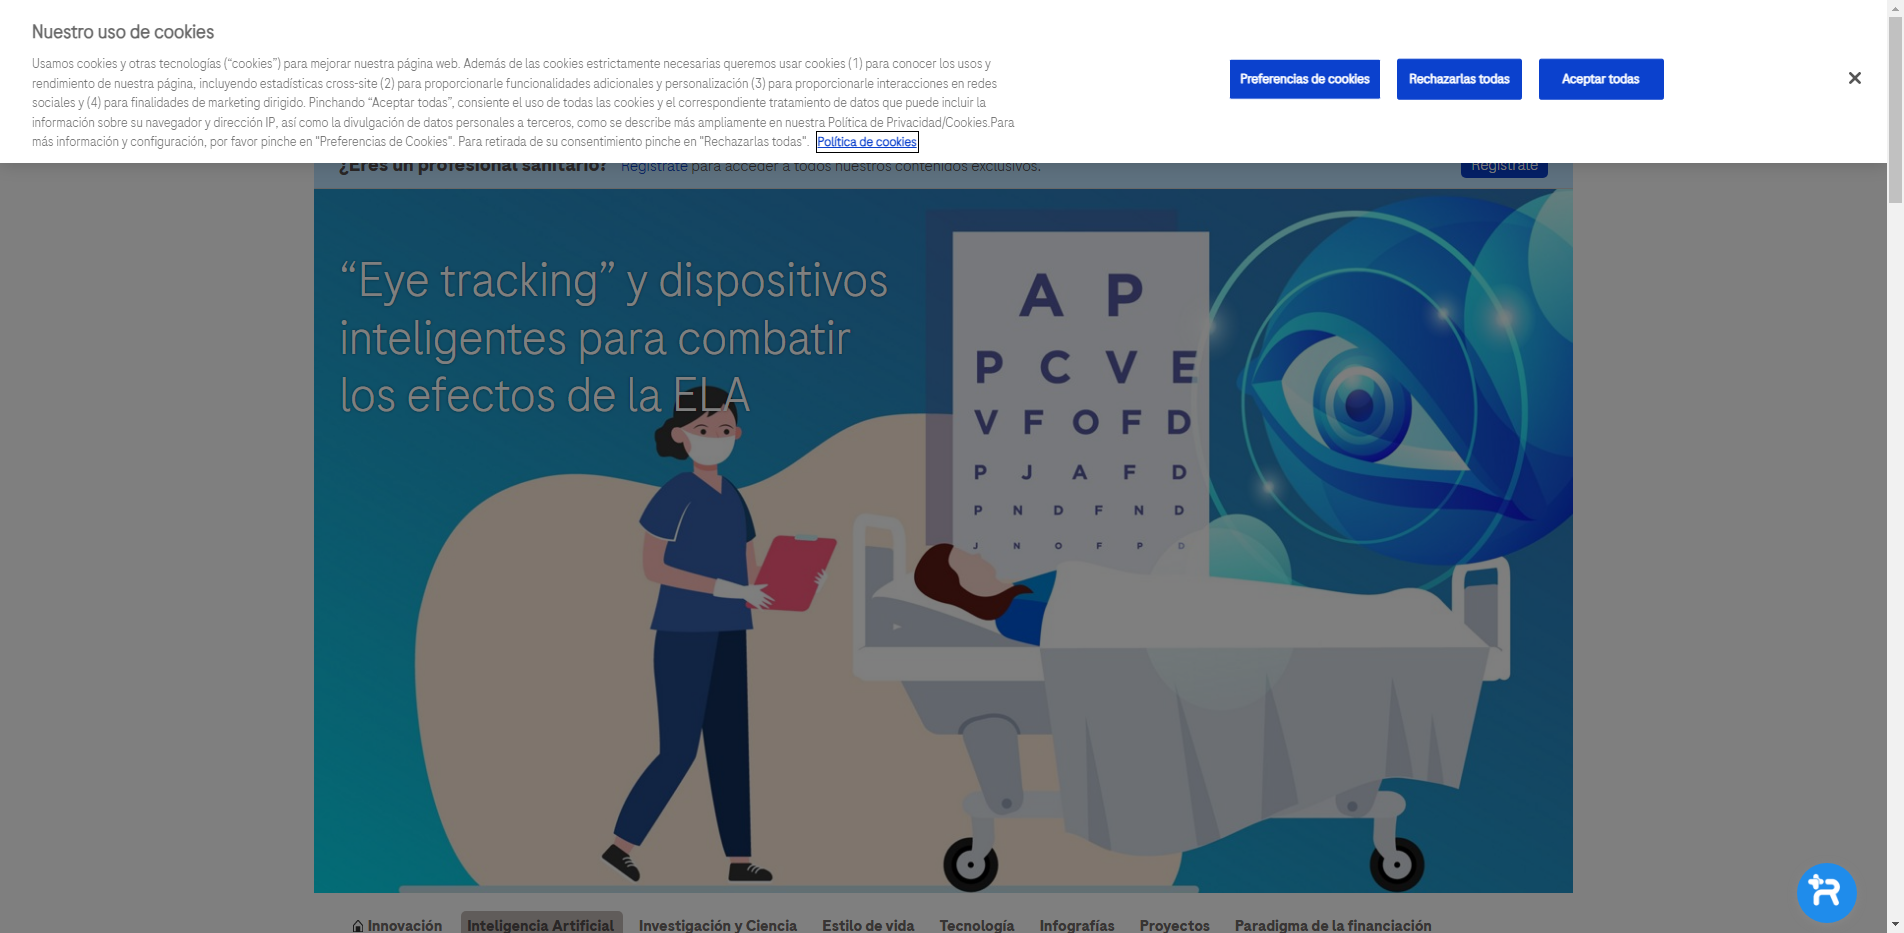 Nuestro uso de cookies
Usamos cookies y otras tecnologías (“cookies”) para mejorar nuestra página web. Además de las cookies estrictamente necesarias queremos usar cookies (1) para conocer los usos y
rendimiento de nuestra página, incluyendo estadísticas cross-site (2) para proporcionarle funcionalidades adicionales y personalización (3) para proporcionarle interacciones en redes
sociales y (4) para finalidades de marketing dirigido. Pinchando “Aceptar todas”, consiente el uso de todas las cookies y el correspondiente tratamiento de datos que puede incluir la
información sobre su navegador y dirección IP, así como la divulgación de datos personales a terceros, como se describe más ampliamente en nuestra Política de Privacidad/Cookies.Para
más información y configuración, por favor pinche en "Preferencias de Cookies". Para retirada de su consentimiento pinche en "Rechazarlas todas". Política de cookies
Preferencias de cookies
Rechazarlas todas
Aceptar todas
¿Eres un profesional sanitario? Regístrate para acceder a todos nuestros contenidos exclusivos.
Regístrate
“Eye tracking” y dispositivos
inteligentes para combatir
los efectos de la ELA
A P
P C V E
V F O F D
P J A F D
P N D F N D
J N O F P D
Innovación
Inteligencia Artificial
Investigación y Ciencia
Estilo de vida
Tecnología
Infografías
Proyectos
Paradigma de la financiación